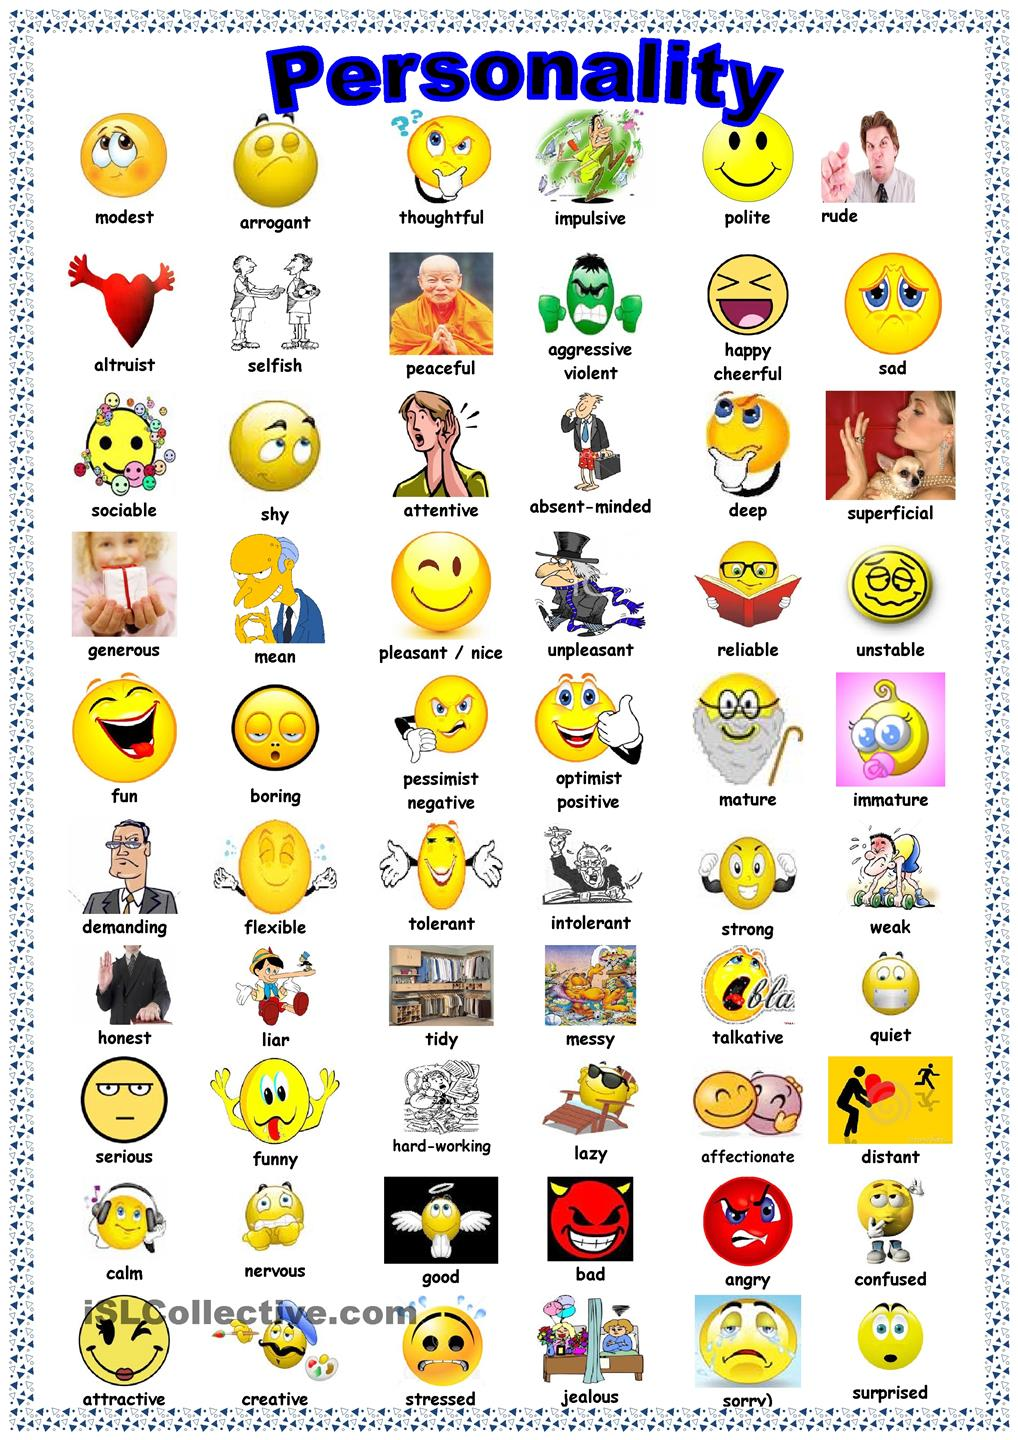 Personality
??
modest arrogant thoughtful impulsive polite rude
altruist selfish peaceful aggressive violent happy cheerful sad
sociable shy attentive absent-minded deep superficial
generous mean pleasant / nice unpleasant reliable unstable
fun boring pessimist negative optimist positive mature immature
demanding flexible tolerant intolerant strong weak
bla
honest liar tidy messy talkative quiet
serious funny hard-working lazy affectionate distant
calm nervous good bad angry confused
iSLCollective.com
attractive creative stressed jealous sorry) surprised